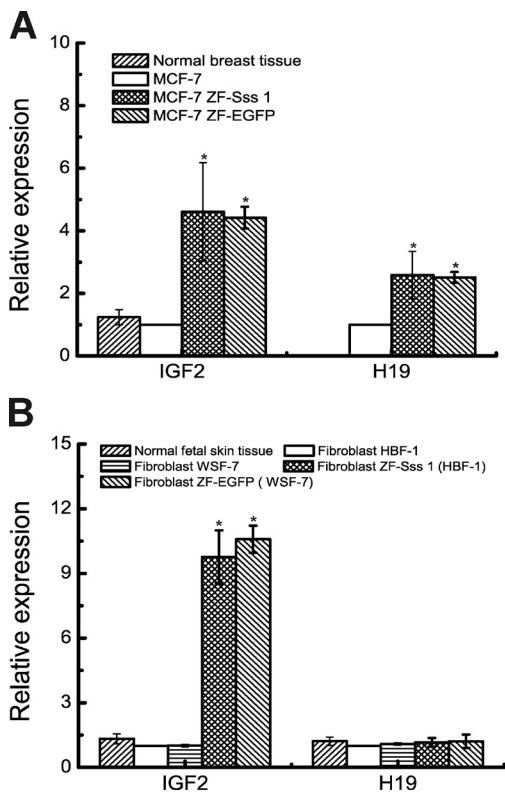 A
Relative expression
10
8
6
4
2
0
Normal breast tissue
MCF-7
MCF-7 ZF-Sss 1
MCF-7 ZF-EGFP
* *
* *
IGF2 H19
B
Relative expression
15
12
9
6
3
0
Normal fetal skin tissue Fibroblast HBF-1
Fibroblast WSF-7 Fibroblast ZF-Sss 1 (HBF-1)
Fibroblast ZF-EGFP ( WSF-7)
* *
IGF2 H19